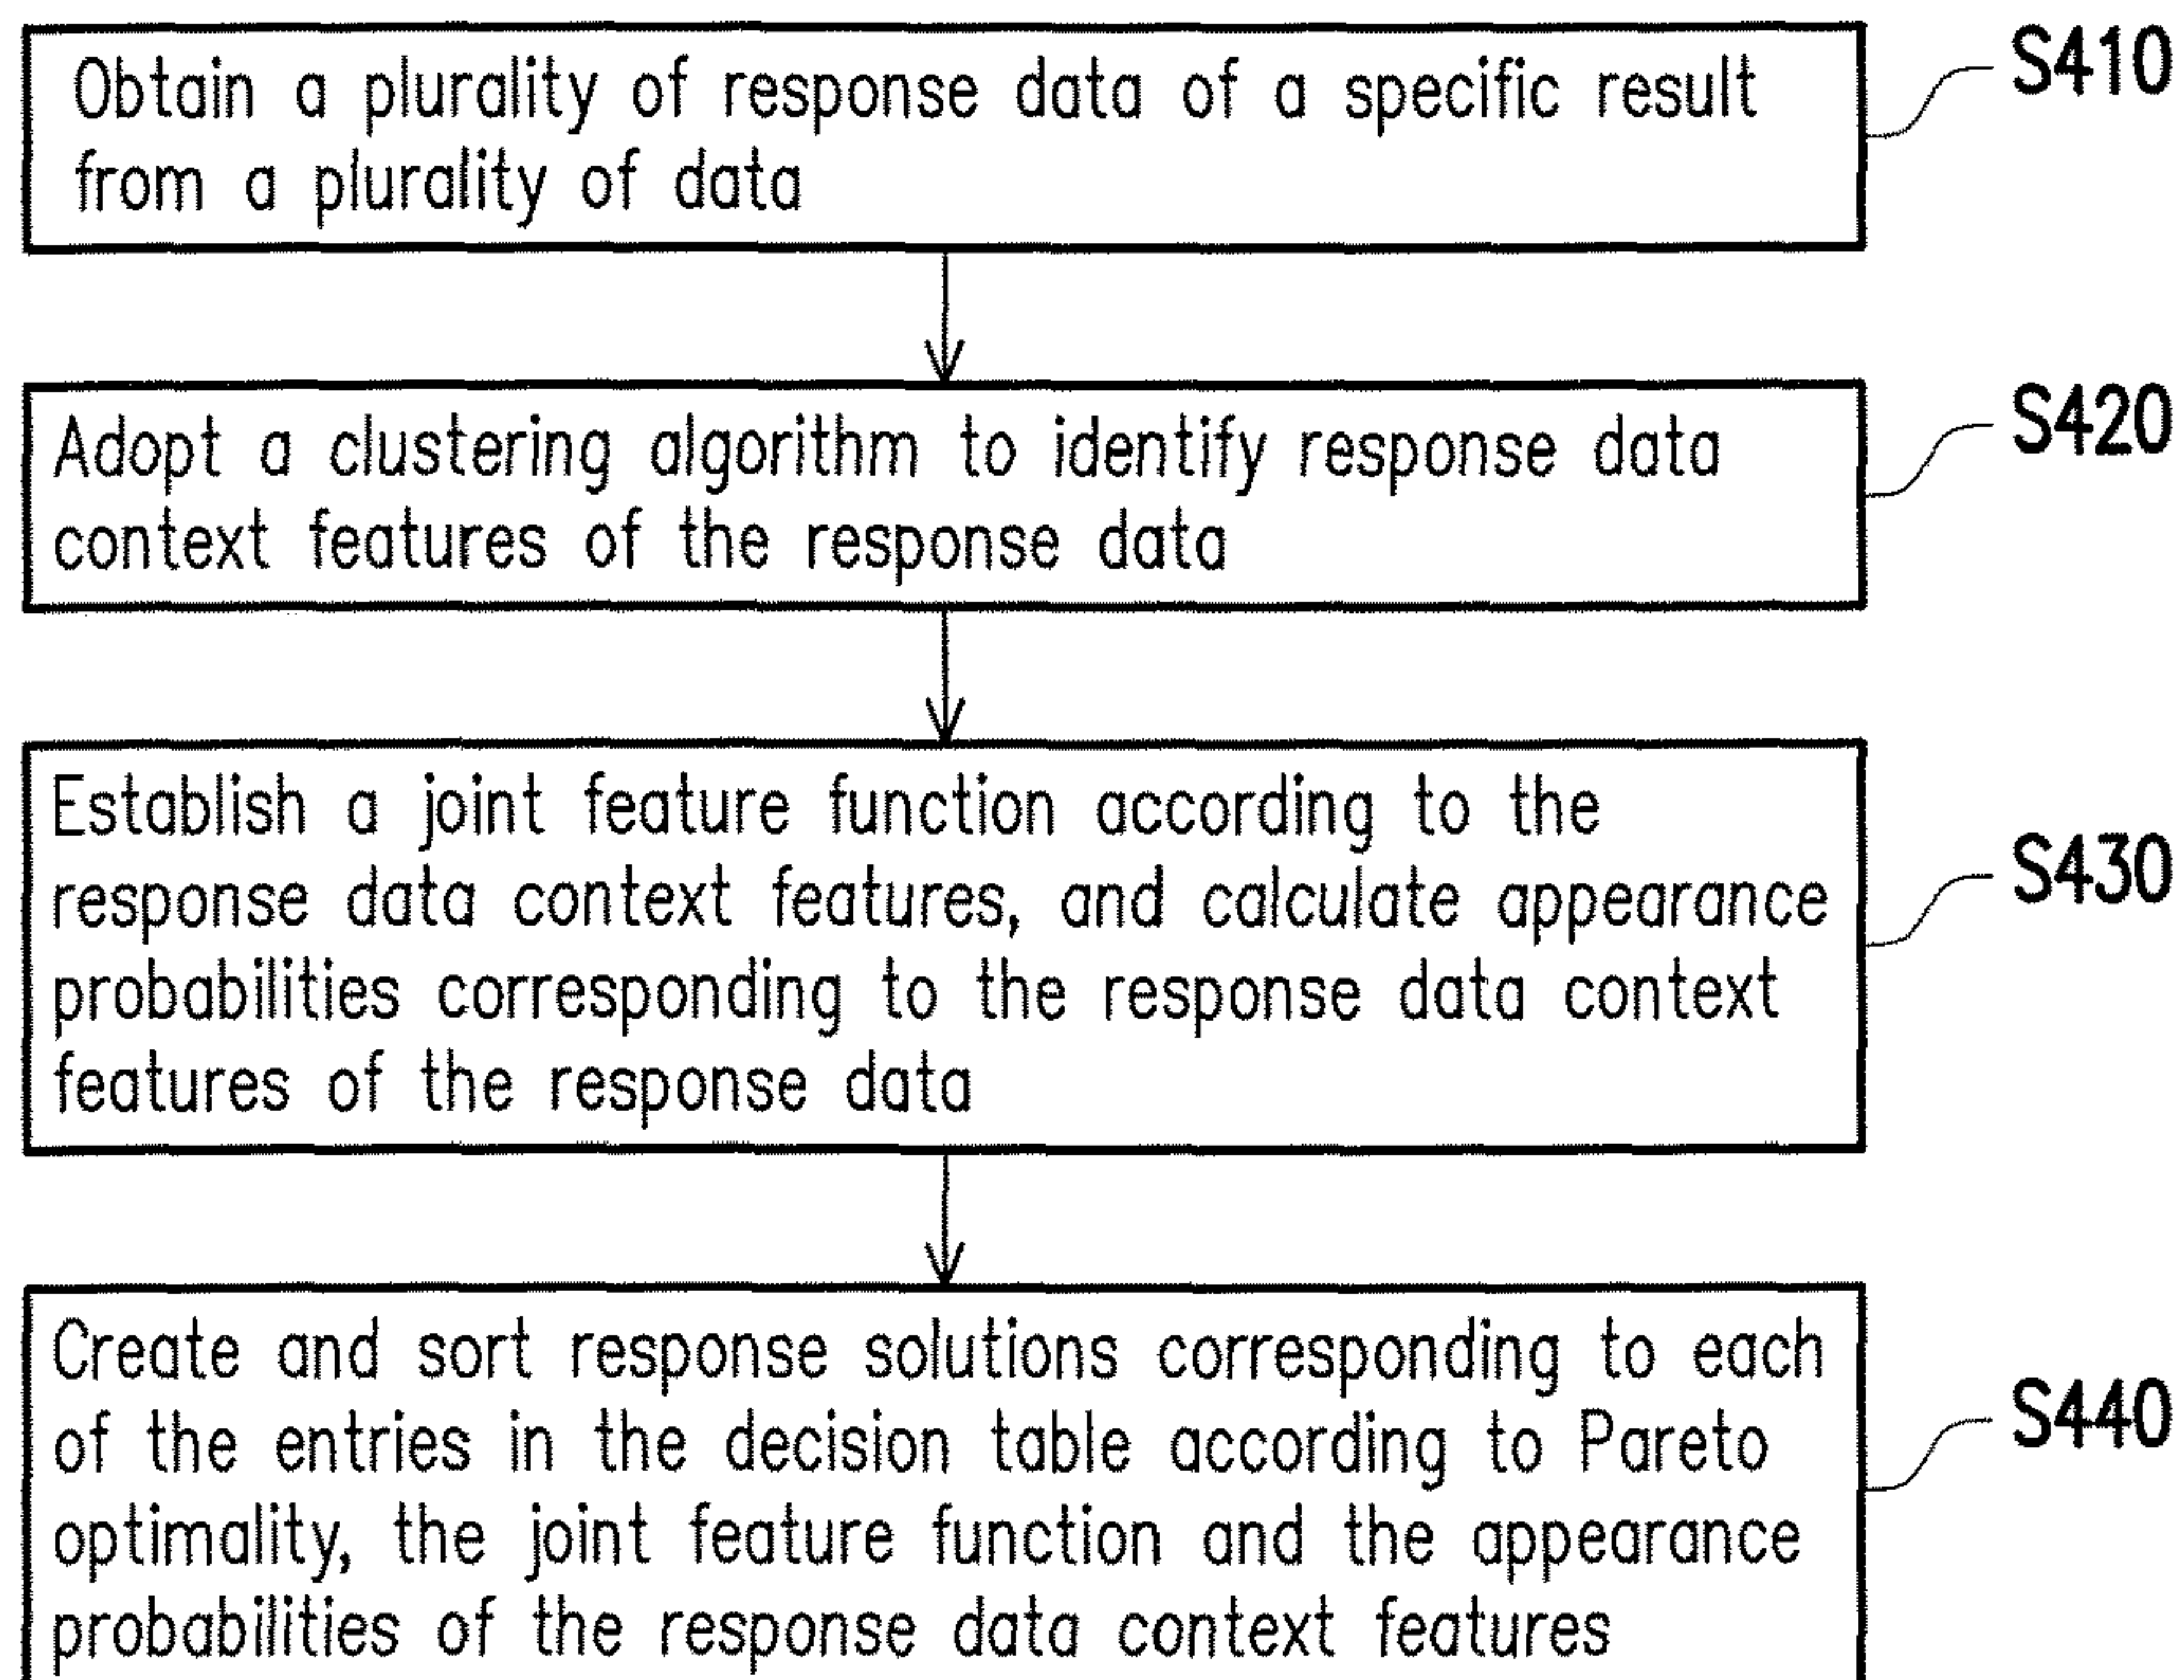 Obtain a plurality of response data of a specific result
from a plurality of data
S410
Adopt a clustering algorithm to identify response data
context features of the response data
S420
Establish a joint feature function according to the
response data context features, and calculate appearance
probabilities corresponding to the response data context
features of the response data
S430
Create and sort response solutions corresponding to each
of the entries in the decision table according to Pareto
optimality, the joint feature function and the appearance
probabilities of the response data context features
S440